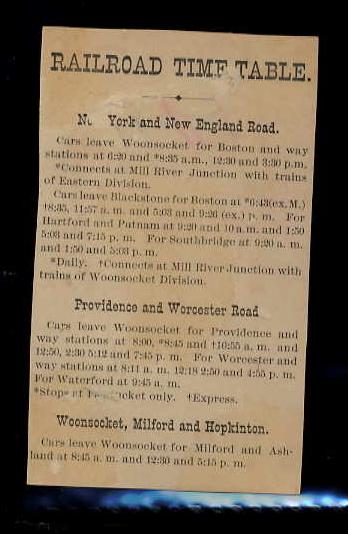 RAILROAD TIME TABLE.
York and New England Road.
Cars leave Woonsocket for Boston and way
stations at 6:20 and *8:35 a.m., 12:30 and 3:30 p.m.
*Connects at Mill River Junction with trains
of Eastern Division.
Cars leave Blackstone for Boston at *6:43(ex.M.)
†8:35, 11:57 a. m. and 5:03 and 9:26 (ex.) p. m. For
Hartford and Putnam at 9:20 and 10 a.m. and 1:50
5:03 and 7:15 p. m. For Southbridge at 9:20 a. m.
and 1:50 and 5:03 p. m.
*Daily. †Connects at Mill River Junction with
trains of Woonsocket Division.
Providence and Worcester Road
Cars leave Woonsocket for Providence and
way stations at 8:00, *8:45 and †10:55 a. m. and
12:50, 2:30 5:12 and 7:45 p. m. For Worcester and
way stations at 8:11 a. m. 12:18 2:50 and 4:55 p. m.
For Waterford at 9:45 a. m.
*Stops at only. †Express.
Woonsocket, Milford and Hopkinton.
Cars leave Woonsocket for Milford and Ash-
land at 8:45 a. m. and 12:30 and 5:15 p. m.